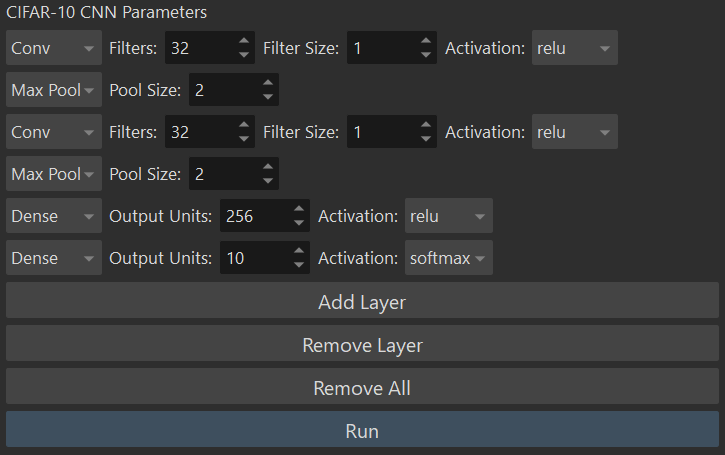 CIFAR-10 CNN Parameters
Conv Filters: 32 Filter Size: 1 Activation: relu
Max Pool Pool Size: 2
Conv Filters: 32 Filter Size: 1 Activation: relu
Max Pool Pool Size: 2
Dense Output Units: 256 Activation: relu
Dense Output Units: 10 Activation: softmax
Add Layer
Remove Layer
Remove All
Run